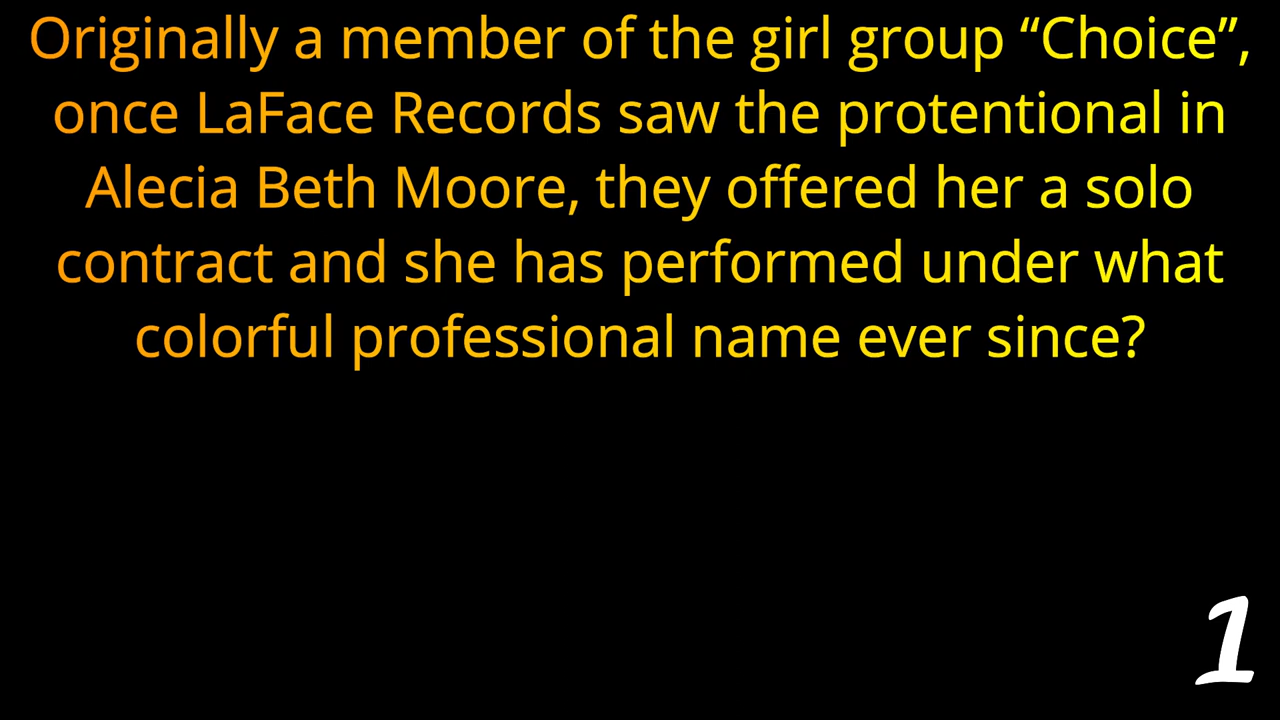 Originally a member of the girl group “Choice”,
once LaFace Records saw the protentional in
Alecia Beth Moore, they offered her a solo
contract and she has performed under what
colorful professional name ever since?
1